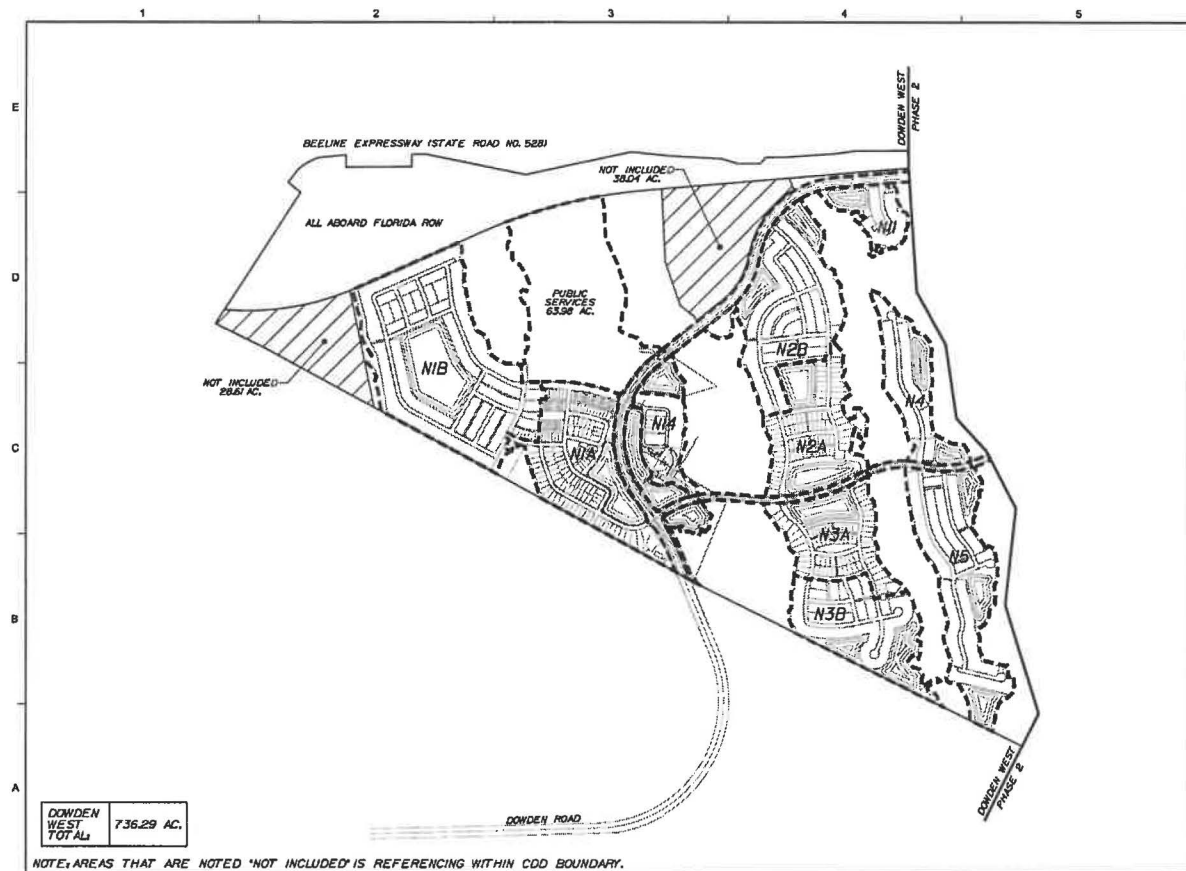 1 2 3 4 5
E
DOWDEN WEST
PHASE 2
BEELINE EXPRESSWAY (STATE ROAD NO. 528)
NOT INCLUDED
38.04 AC.
ALL ABOARD FLORIDA ROW
N11
D
PUBLIC
SERVICES
63.98 AC.
N2B
N1B
NOT INCLUDED
28.61 AC.
N4
N14
C
N2A
N1A
N3A
N5
B
N3B
DOWDEN WEST
PHASE 2
A
DOWDEN
WEST
TOTAL:
736.29 AC.
DOWDEN ROAD
NOTE: AREAS THAT ARE NOTED "NOT INCLUDED" IS REFERENCING WITHIN CDD BOUNDARY.